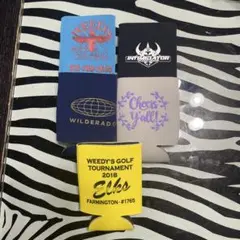 INTIMIDATOR
WILDERADO
Cheers
Y'all!
WEEDY'S GOLF
TOURNAMENT
2018
Elks
FARMINGTON - #1765